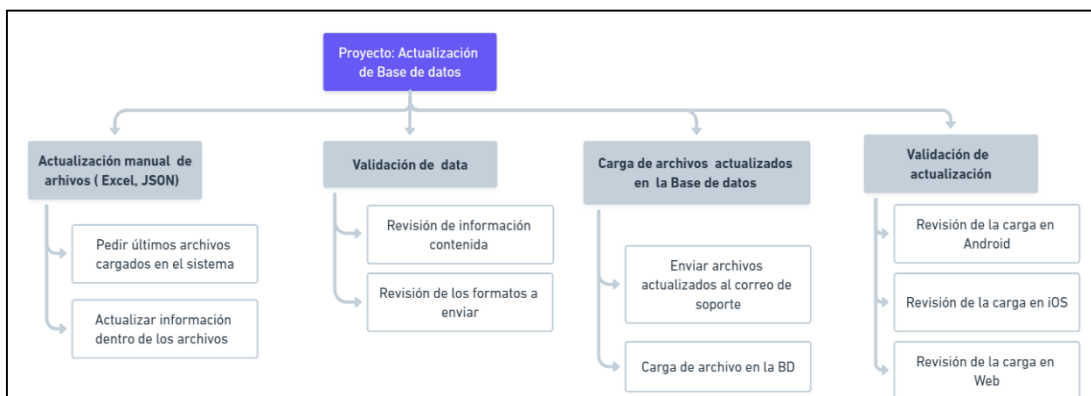 Proyecto: Actualización
de Base de datos
Actualización manual de
arhivos ( Excel, JSON)
Pedir últimos archivos
cargados en el sistema
Actualizar información
dentro de los archivos
Validación de data
Revisión de información
contenida
Revisión de los formatos a
enviar
Carga de archivos actualizados
en la Base de datos
Enviar archivos
actualizados al correo de
soporte
Carga de archivo en la BD
Validación de
actualización
Revisión de la carga en
Android
Revisión de la carga en iOS
Revisión de la carga en
Web